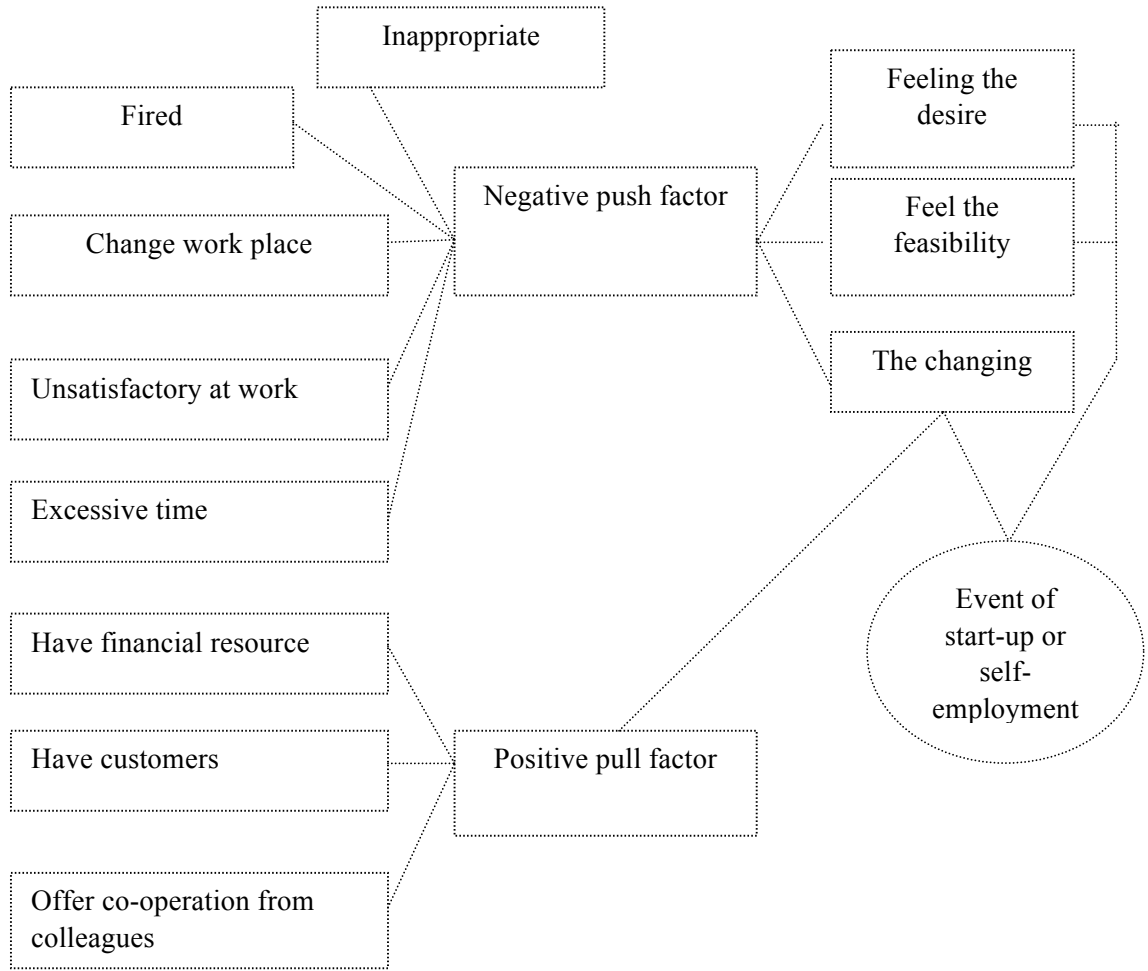 Inappropriate
Fired
Change work place
Unsatisfactory at work
Excessive time
Negative push factor
Feeling the
desire
Feel the
feasibility
The changing
Have financial resource
Have customers
Offer co-operation from
colleagues
Positive pull factor
Event of
start-up or
self-
employment